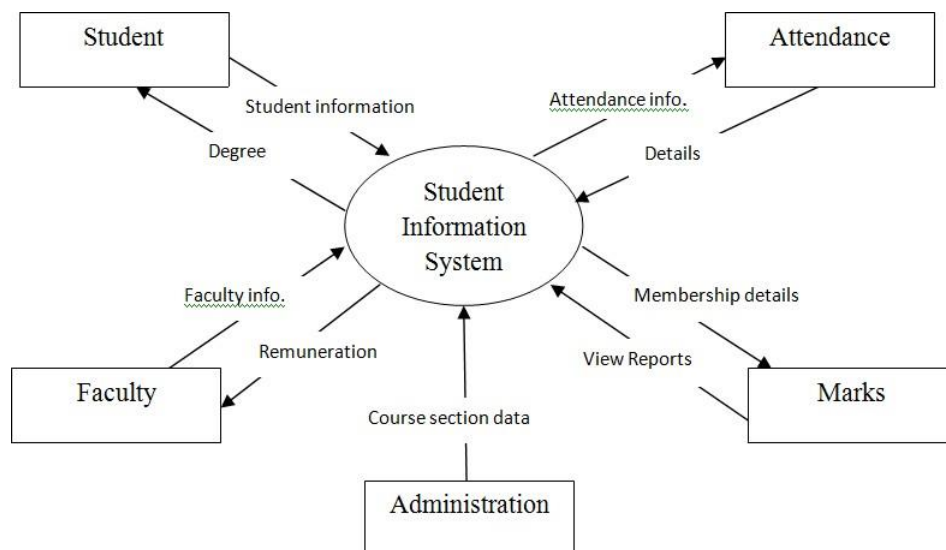 Student
Attendance
Student information
Attendance info.
Degree
Details
Student
Information
System
Faculty info.
Membership details
Remuneration
View Reports
Faculty
Marks
Course section data
Administration